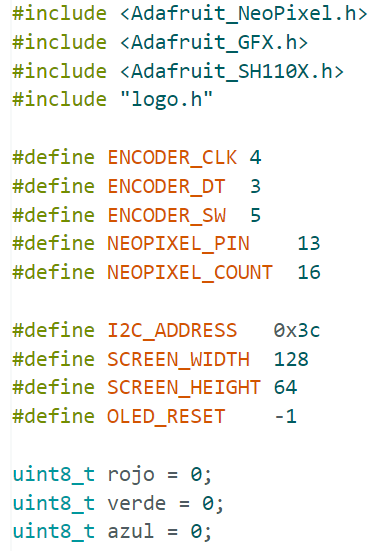 #include <Adafruit_NeoPixel.h>
#include <Adafruit_GFX.h>
#include <Adafruit_SH110X.h>
#include "logo.h"

#define ENCODER_CLK 4
#define ENCODER_DT  3
#define ENCODER_SW  5
#define NEOPIXEL_PIN    13
#define NEOPIXEL_COUNT  16

#define I2C_ADDRESS   0x3c
#define SCREEN_WIDTH  128
#define SCREEN_HEIGHT 64
#define OLED_RESET    -1

uint8_t rojo = 0;
uint8_t verde = 0;
uint8_t azul = 0;